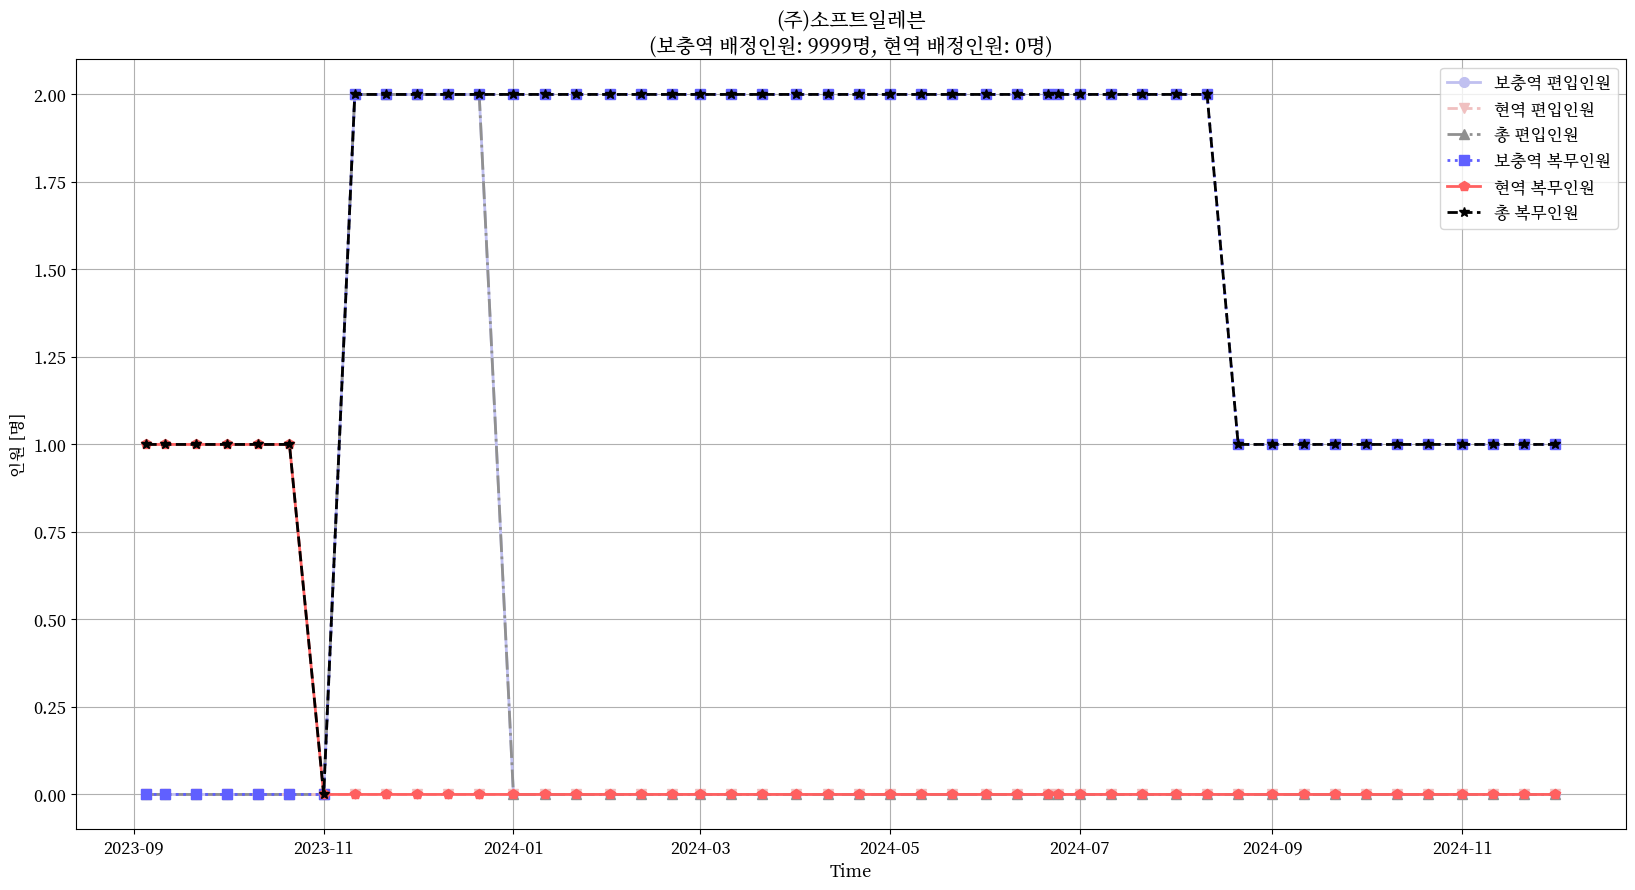 (주)소프트일레븐
(보충역 배정인원: 9999명, 현역 배정인원: 0명)
보충역 편입인원
현역 편입인원
총 편입인원
보충역 복무인원
현역 복무인원
총 복무인원
인원 [명]
2.00
1.75
1.50
1.25
1.00
0.75
0.50
0.25
0.00
2023-09
2023-11
2024-01
2024-03
2024-05
2024-07
2024-09
2024-11
Time